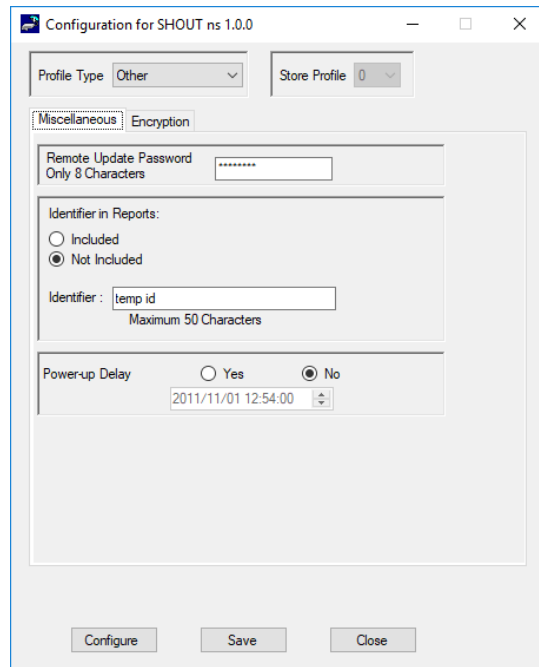 Configuration for SHOUT ns 1.0.0
Profile Type Other Store Profile 0
Miscellaneous Encryption
Remote Update Password
Only 8 Characters ********
Identifier in Reports:
Included
Not Included
Identifier : temp id
Maximum 50 Characters
Power-up Delay Yes No
2011/11/01 12:54:00
Configure Save Close